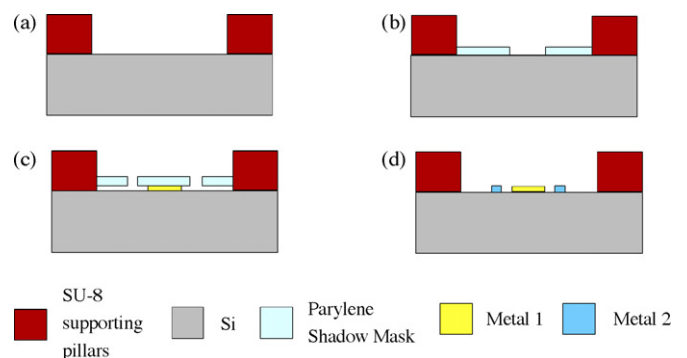 (a)
(b)
(c)
(d)
SU-8
supporting
pillars
Si
Parylene
Shadow Mask
Metal 1
Metal 2